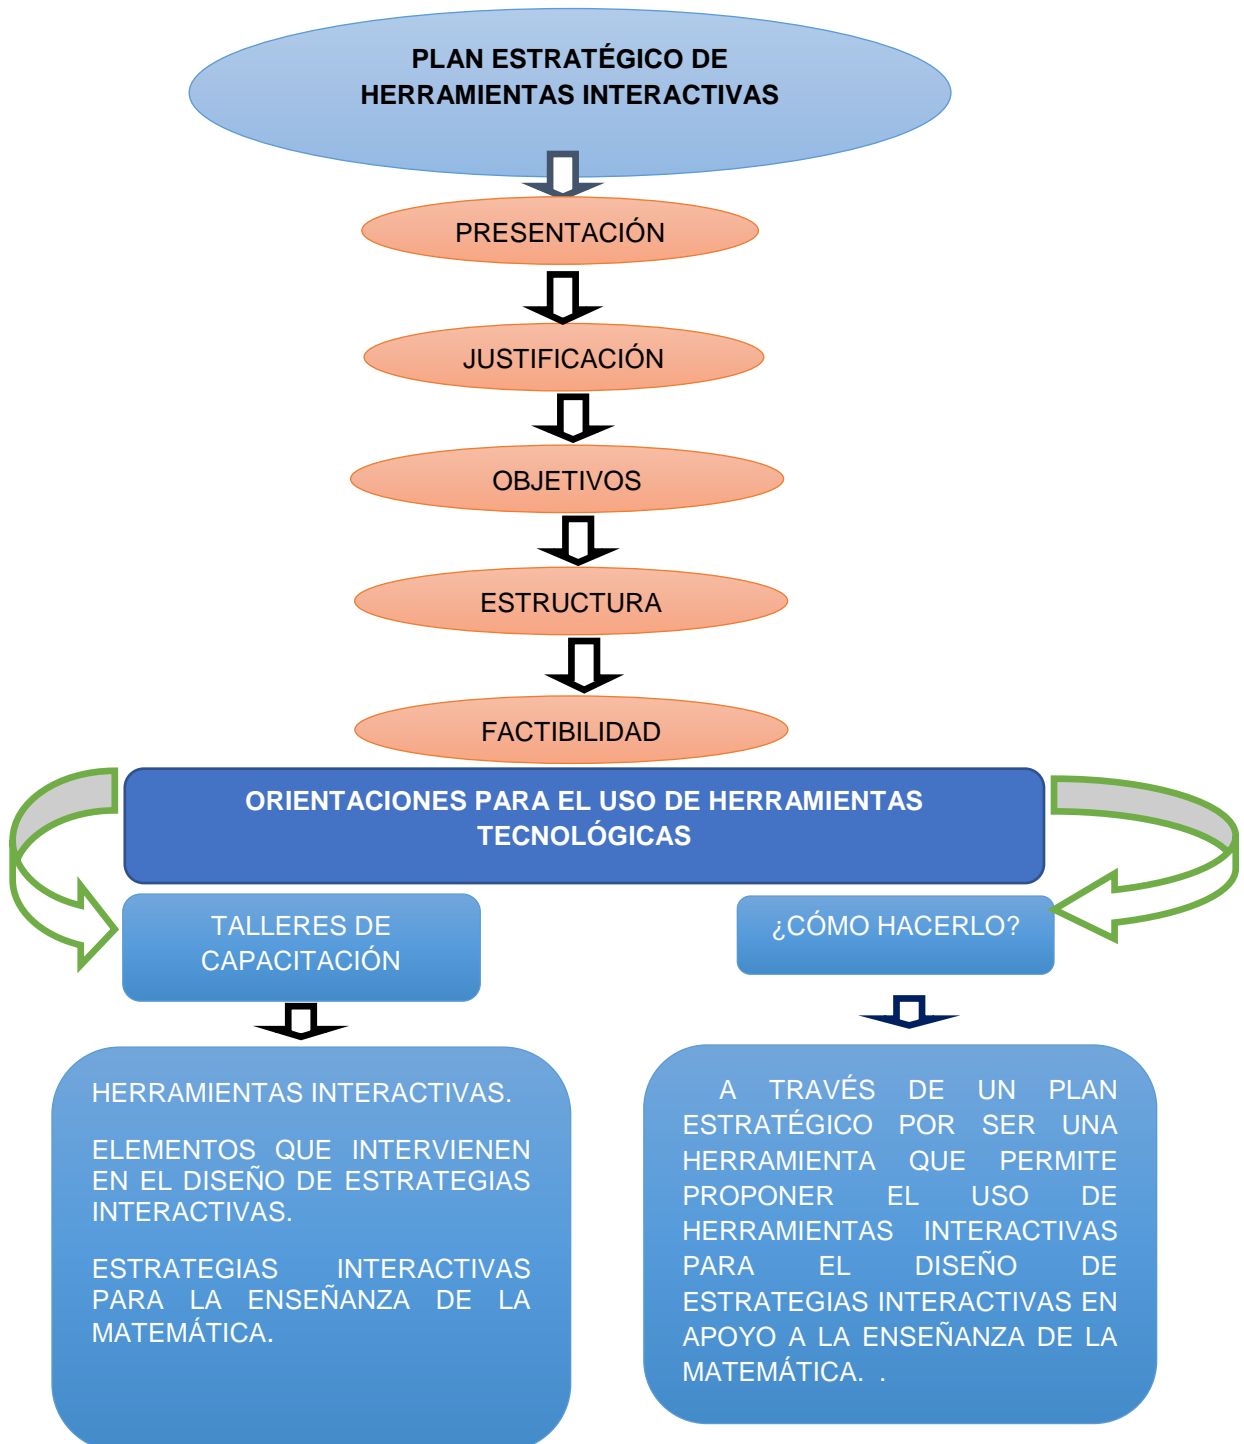 PLAN ESTRATÉGICO DE
HERRAMIENTAS INTERACTIVAS
PRESENTACIÓN
JUSTIFICACIÓN
OBJETIVOS
ESTRUCTURA
FACTIBILIDAD
ORIENTACIONES PARA EL USO DE HERRAMIENTAS
TECNOLÓGICAS
TALLERES DE
CAPACITACIÓN
HERRAMIENTAS INTERACTIVAS.
ELEMENTOS QUE INTERVIENEN
EN EL DISEÑO DE ESTRATEGIAS
INTERACTIVAS.
ESTRATEGIAS INTERACTIVAS
PARA LA ENSEÑANZA DE LA
MATEMÁTICA.
¿CÓMO HACERLO?
A TRAVÉS DE UN PLAN
ESTRATÉGICO POR SER UNA
HERRAMIENTA QUE PERMITE
PROPONER EL USO DE
HERRAMIENTAS INTERACTIVAS
PARA EL DISEÑO DE
ESTRATEGIAS INTERACTIVAS EN
APOYO A LA ENSEÑANZA DE LA
MATEMÁTICA. .